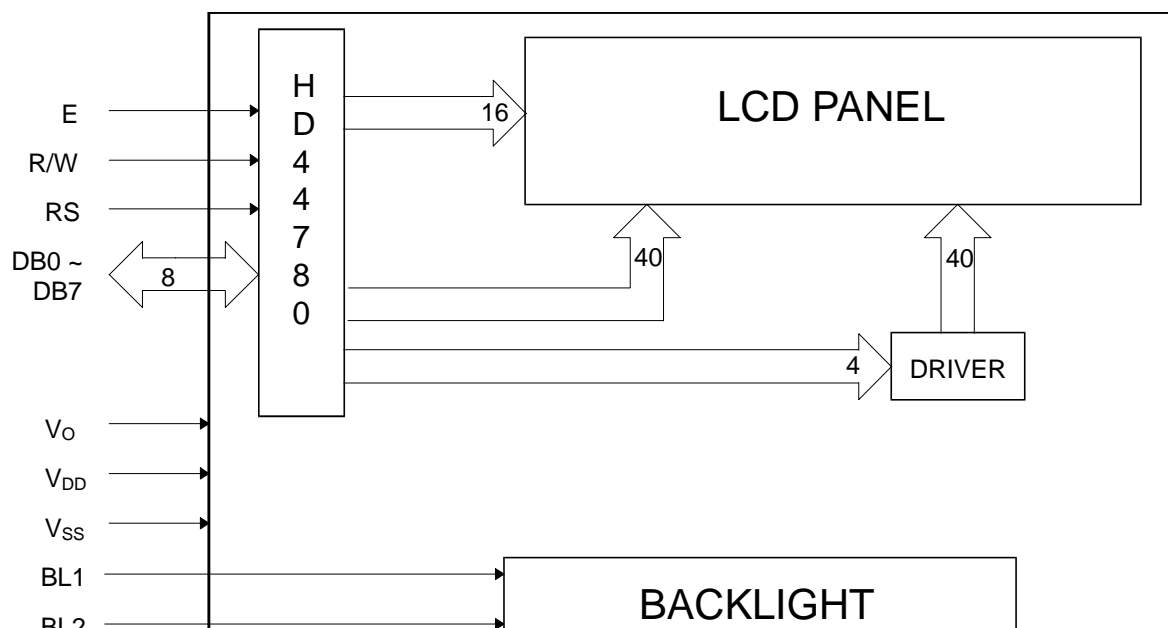 E
R/W
RS
DB0 ~
DB7
8
H
D
4
4
7
8
0
16
LCD PANEL
40
40
4
DRIVER
VO
VDD
VSS
BL1
BL2
BACKLIGHT